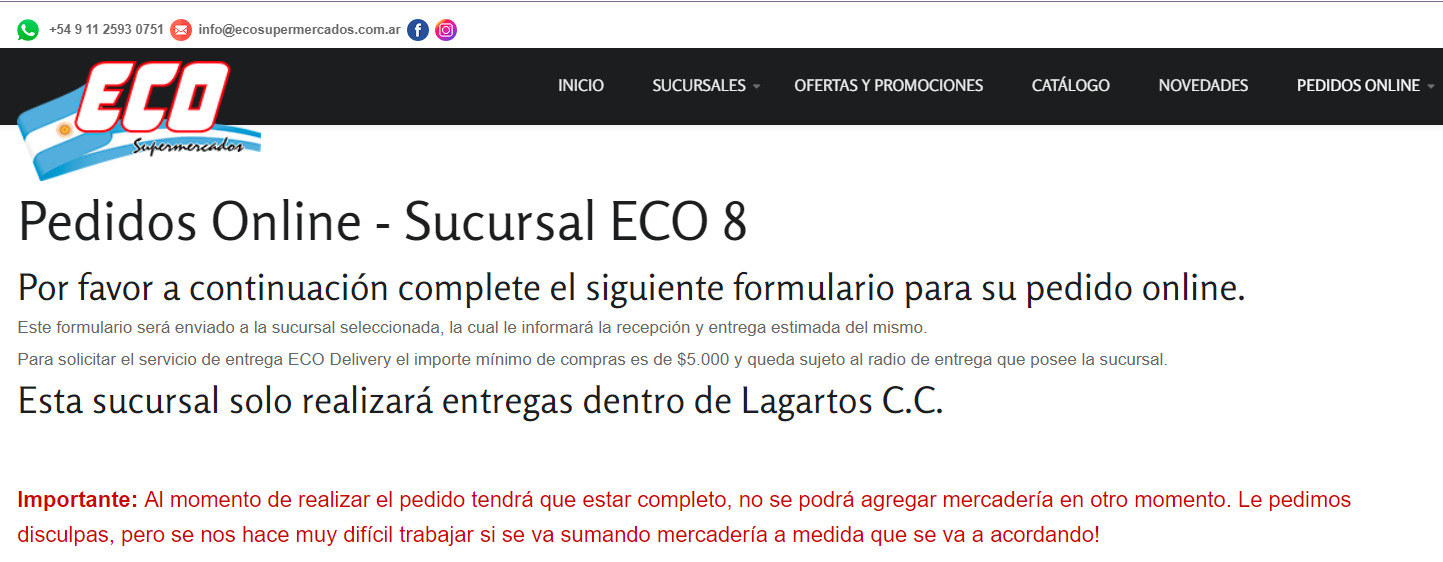 +54 9 11 2593 0751 info@ecosupermercados.com.ar
ECO
Supermercados
INICIO SUCURSALES OFERTAS Y PROMOCIONES CATÁLOGO NOVEDADES PEDIDOS ONLINE
Pedidos Online - Sucursal ECO 8
Por favor a continuación complete el siguiente formulario para su pedido online.
Este formulario será enviado a la sucursal seleccionada, la cual le informará la recepción y entrega estimada del mismo.
Para solicitar el servicio de entrega ECO Delivery el importe mínimo de compras es de $5.000 y queda sujeto al radio de entrega que posee la sucursal.
Esta sucursal solo realizará entregas dentro de Lagartos C.C.
Importante: Al momento de realizar el pedido tendrá que estar completo, no se podrá agregar mercadería en otro momento. Le pedimos
disculpas, pero se nos hace muy difícil trabajar si se va sumando mercadería a medida que se va a acordando!